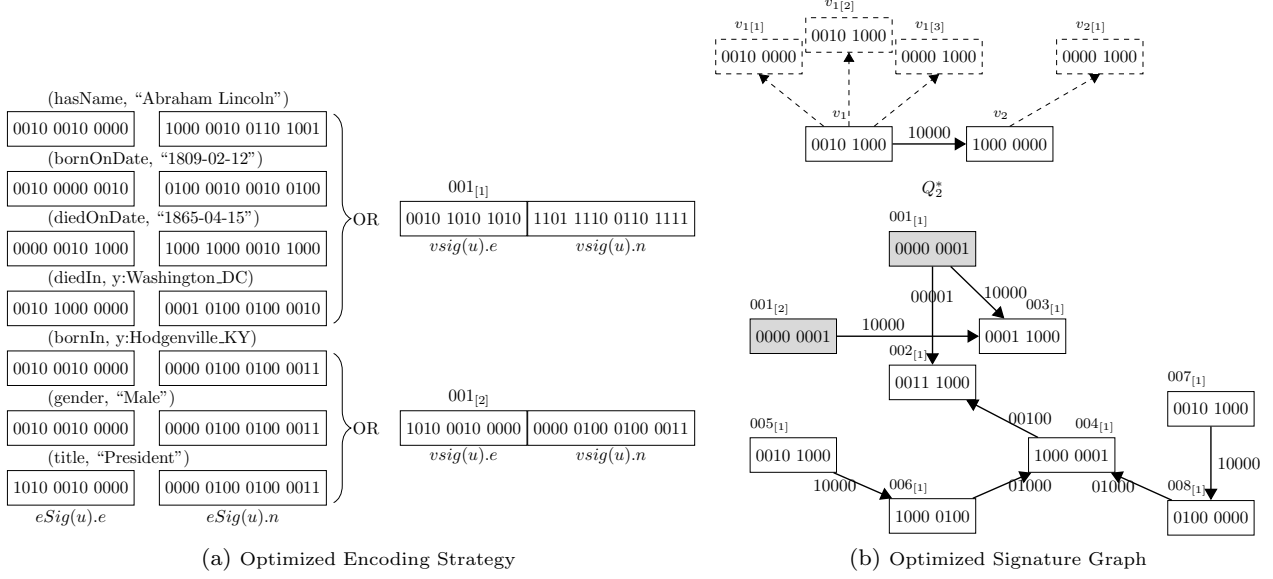 (hasName, “Abraham Lincoln”)
0010 0010 0000 1000 0010 0110 1001
(bornOnDate, “1809-02-12”)
0010 0000 0010 0100 0010 0010 0100
(diedOnDate, “1865-04-15”)
0000 0010 1000 1000 1000 0010 1000
(diedIn, y:Washington_DC)
0010 1000 0000 0001 0100 0100 0010
(bornIn, y:Hodgenville_KY)
0010 0010 0000 0000 0100 0100 0011
(gender, “Male”)
0010 0010 0000 0000 0100 0100 0011
(title, “President”)
1010 0010 0000 0000 0100 0100 0011
eSig(u).e eSig(u).n
OR
001[1]
0010 1010 1010 1101 1110 0110 1111
vsig(u).e vsig(u).n
OR
001[2]
1010 0010 0000 0000 0100 0100 0011
vsig(u).e vsig(u).n
(a) Optimized Encoding Strategy
v1[1]
0010 0000
v1[2]
0010 1000
v1[3]
0000 1000
v2[1]
0000 1000
v1
0010 1000
10000
v2
1000 0000
Q*2
001[1]
0000 0001
00001
10000
001[2]
0000 0001
10000
003[1]
0001 1000
002[1]
0011 1000
00100
007[1]
0010 1000
10000
005[1]
0010 1000
10000
004[1]
1000 0001
006[1]
1000 0100
01000
01000
008[1]
0100 0000
(b) Optimized Signature Graph